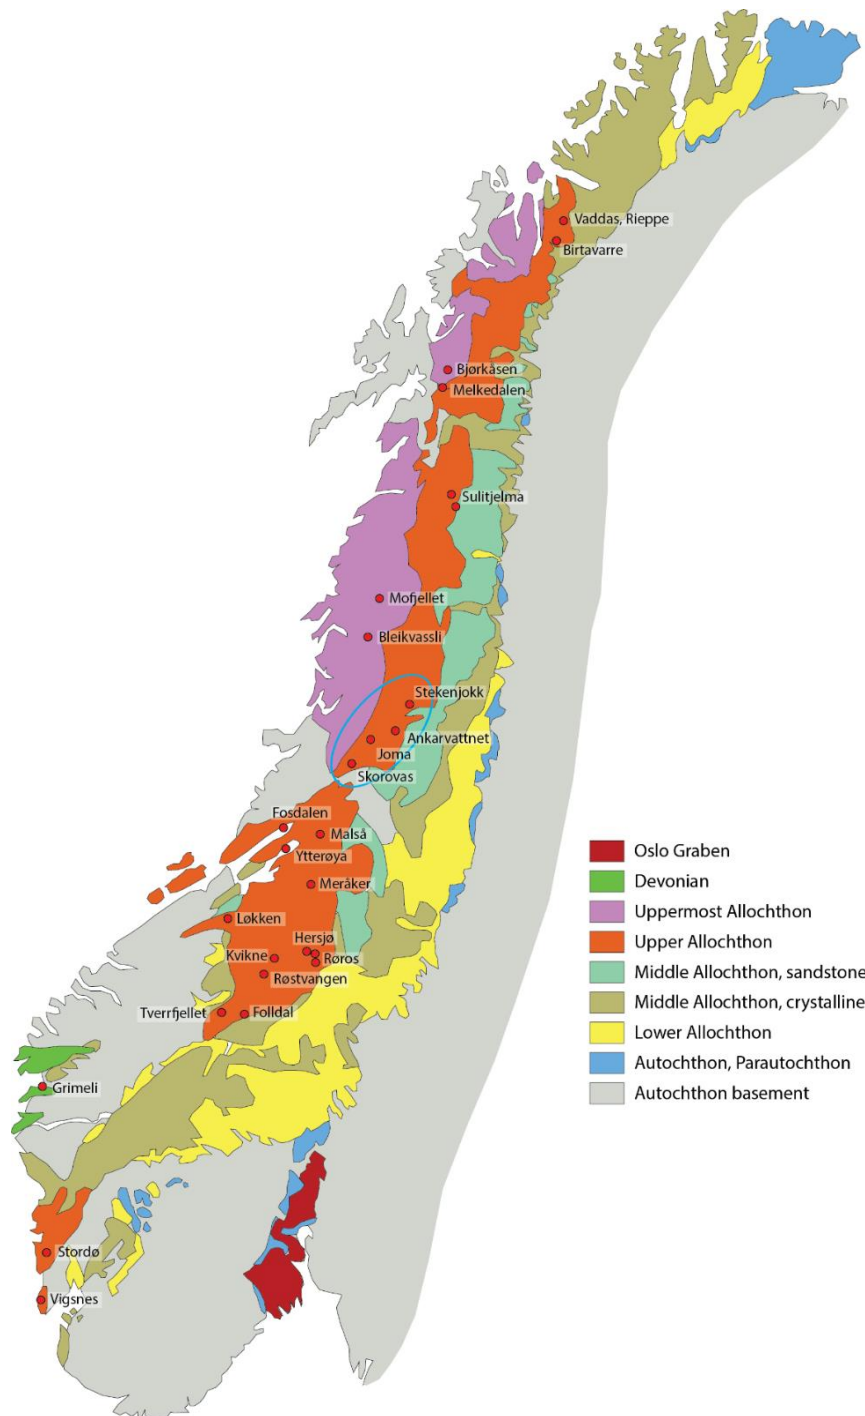 Vaddas, Rieppe
Birtavarre
Bjørkåsen
Melkedalen
Sulitjelma
Mofjellet
Bleikvassli
Stekenjokk
Ankarvattnet
Joma
Skorovas
Fosdalen
Malså
Ytterøya
Meråker
Løkken
Hersjø
Kvikne
Røros
Røstvangen
Tverrfjellet
Folldal
Grimeli
Stordø
Vigsnes
Oslo Graben
Devonian
Uppermost Allochthon
Upper Allochthon
Middle Allochthon, sandstone
Middle Allochthon, crystalline
Lower Allochthon
Autochthon, Parautochthon
Autochthon basement